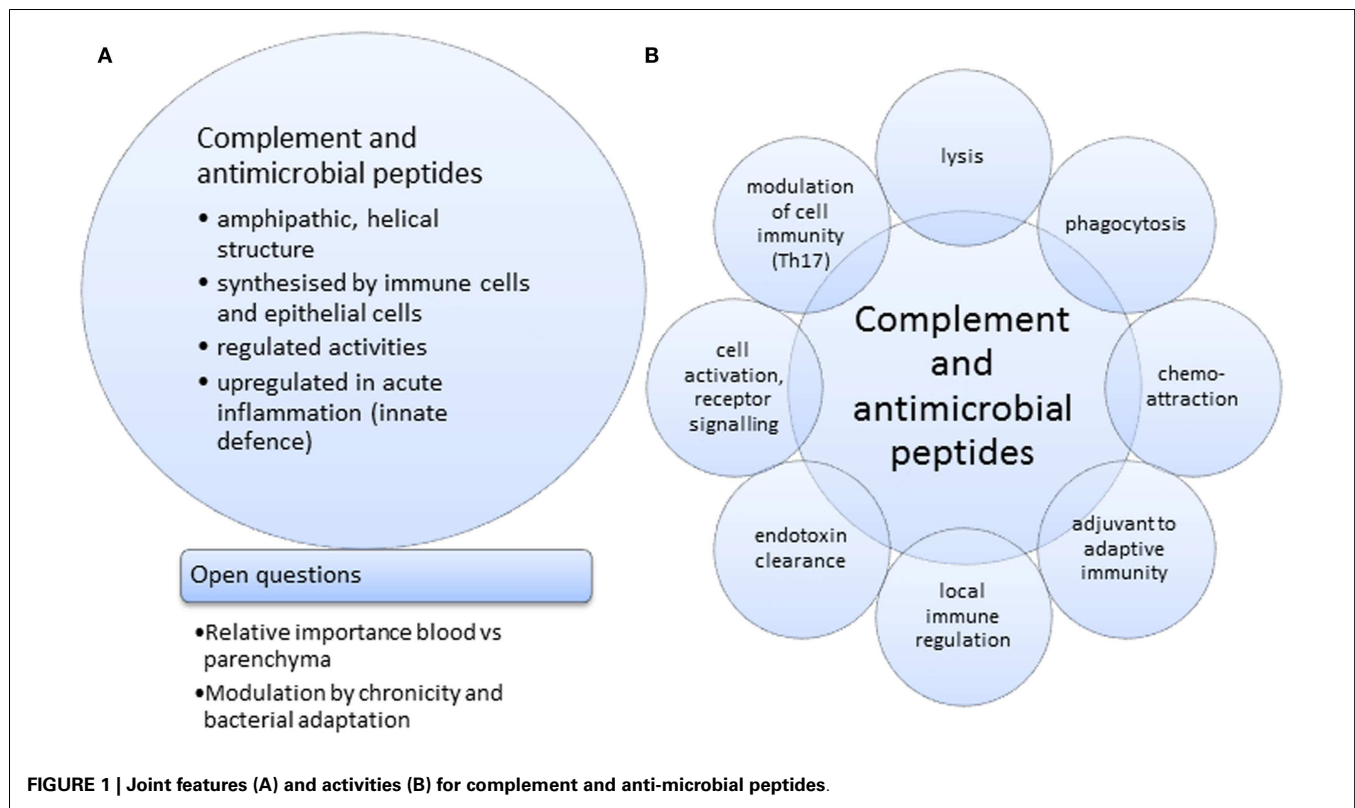 A
Complement and
antimicrobial peptides
• amphipathic, helical
structure
• synthesised by immune cells
and epithelial cells
• regulated activities
• upregulated in acute
inflammation (innate
defence)
Open questions
•Relative importance blood vs
parenchyma
•Modulation by chronicity and
bacterial adaptation
B
lysis
phagocytosis
chemo-
attraction
adjuvant to
adaptive
immunity
local
immune
regulation
endotoxin
clearance
cell
activation,
receptor
signalling
modulation
of cell
immunity
(Th17)
Complement
and
antimicrobial
peptides
FIGURE 1 | Joint features (A) and activities (B) for complement and anti-microbial peptides.